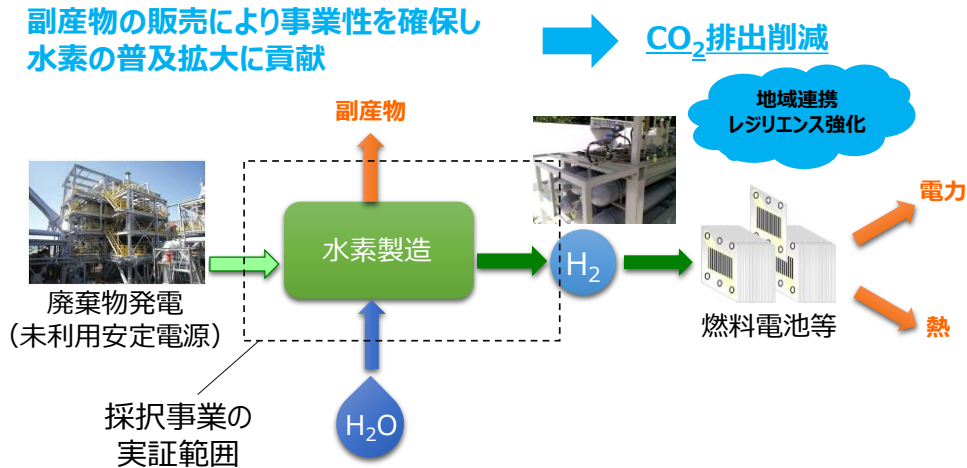 副産物の販売により事業性を確保し
水素の普及拡大に貢献
CO₂排出削減
地域連携
レジリエンス強化
副産物
電力
水素製造
H₂
廃棄物発電
（未利用安定電源）
燃料電池等
熱
採択事業の
実証範囲
H₂O